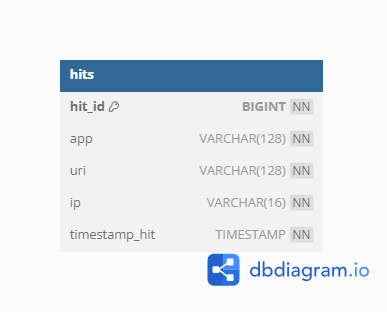 hits
hit_id BIGINT NN
app VARCHAR(128) NN
uri VARCHAR(128) NN
ip VARCHAR(16) NN
timestamp_hit TIMESTAMP NN
dbdiagram.io